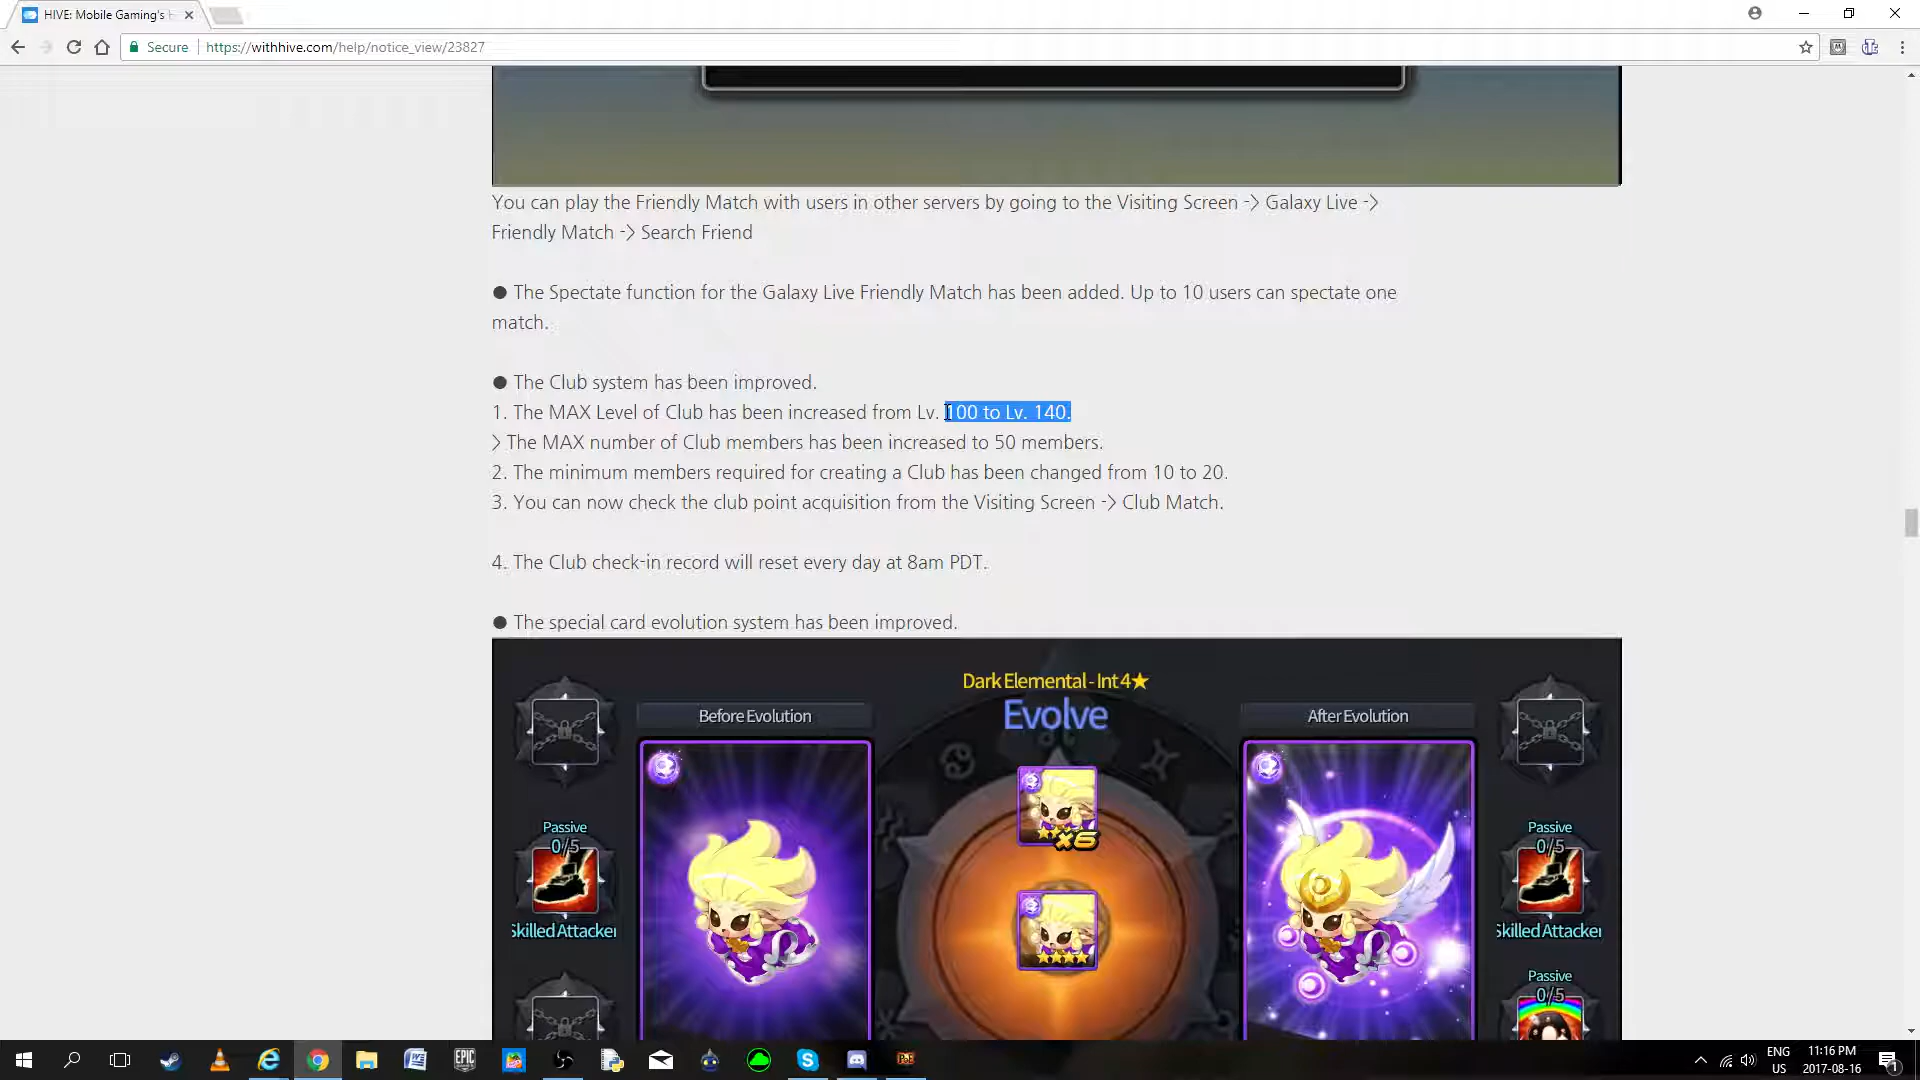 HIVE: Mobile Gaming's
Secure
https://withhive.com/help/notice_view/23827
You can play the Friendly Match with users in other servers by going to the Visiting Screen -> Galaxy Live ->
Friendly Match -> Search Friend
● The Spectate function for the Galaxy Live Friendly Match has been added. Up to 10 users can spectate one
match.
● The Club system has been improved.
1. The MAX Level of Club has been increased from Lv. 100 to Lv. 140.
> The MAX number of Club members has been increased to 50 members.
2. The minimum members required for creating a Club has been changed from 10 to 20.
3. You can now check the club point acquisition from the Visiting Screen -> Club Match.
4. The Club check-in record will reset every day at 8am PDT.
● The special card evolution system has been improved.
Dark Elemental - Int 4★
Evolve
Before Evolution
After Evolution
x6
Passive
0/5
Skilled Attacker
Passive
0/5
Skilled Attacker
Passive
0/5
EPIC
ENG
US
11:16 PM
2017-08-16
1